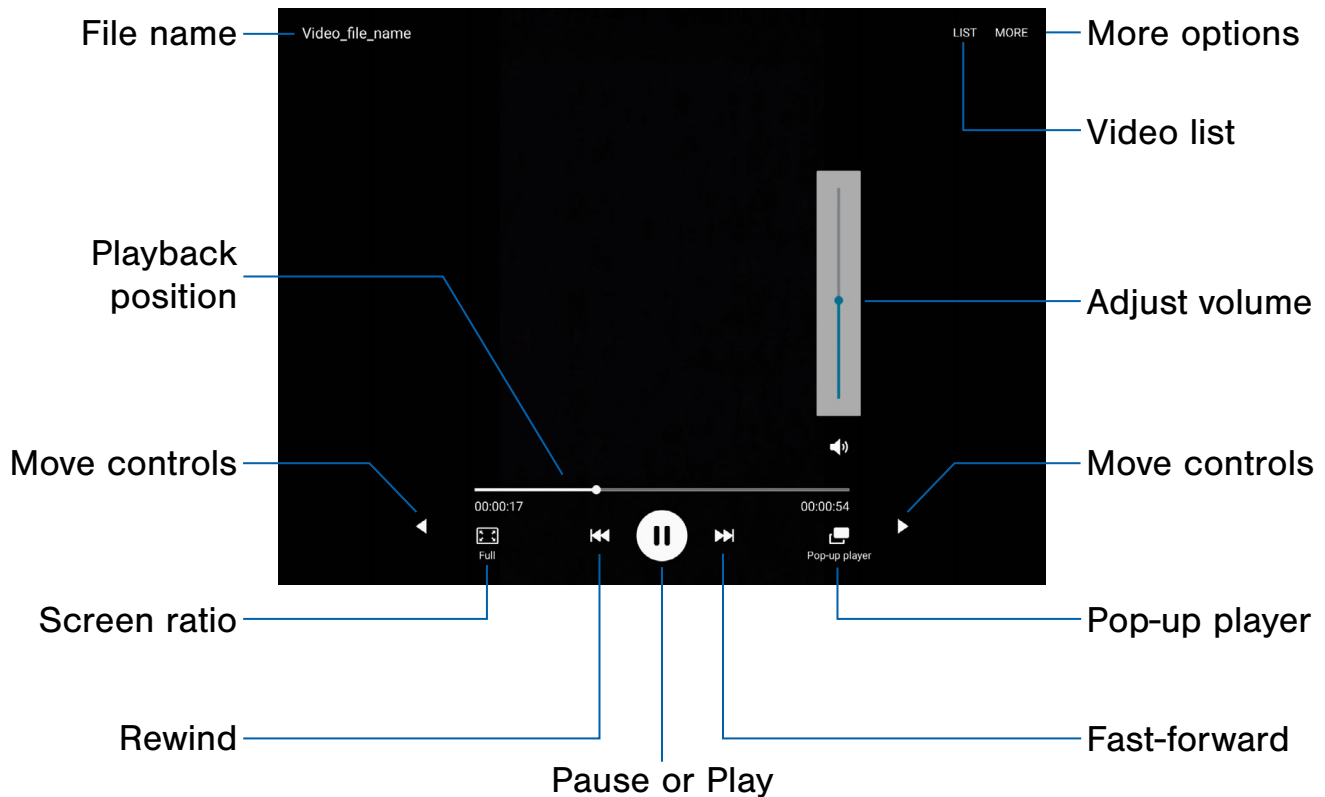 File name
Video_file_name
LIST MORE
More options
Video list
Playback
position
Adjust volume
Move controls
Move controls
00:00:17
00:00:54
Full
Pop-up player
Screen ratio
Pop-up player
Rewind
Fast-forward
Pause or Play